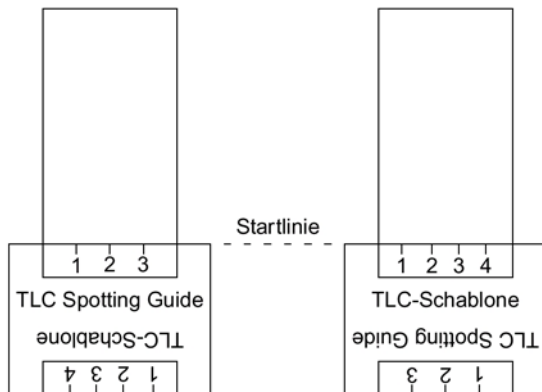 Startlinie
1 2 3
TLC Spotting Guide
TLC-Schablone
1 2 3 4
1 2 3 4
TLC-Schablone
TLC Spotting Guide
1 2 3